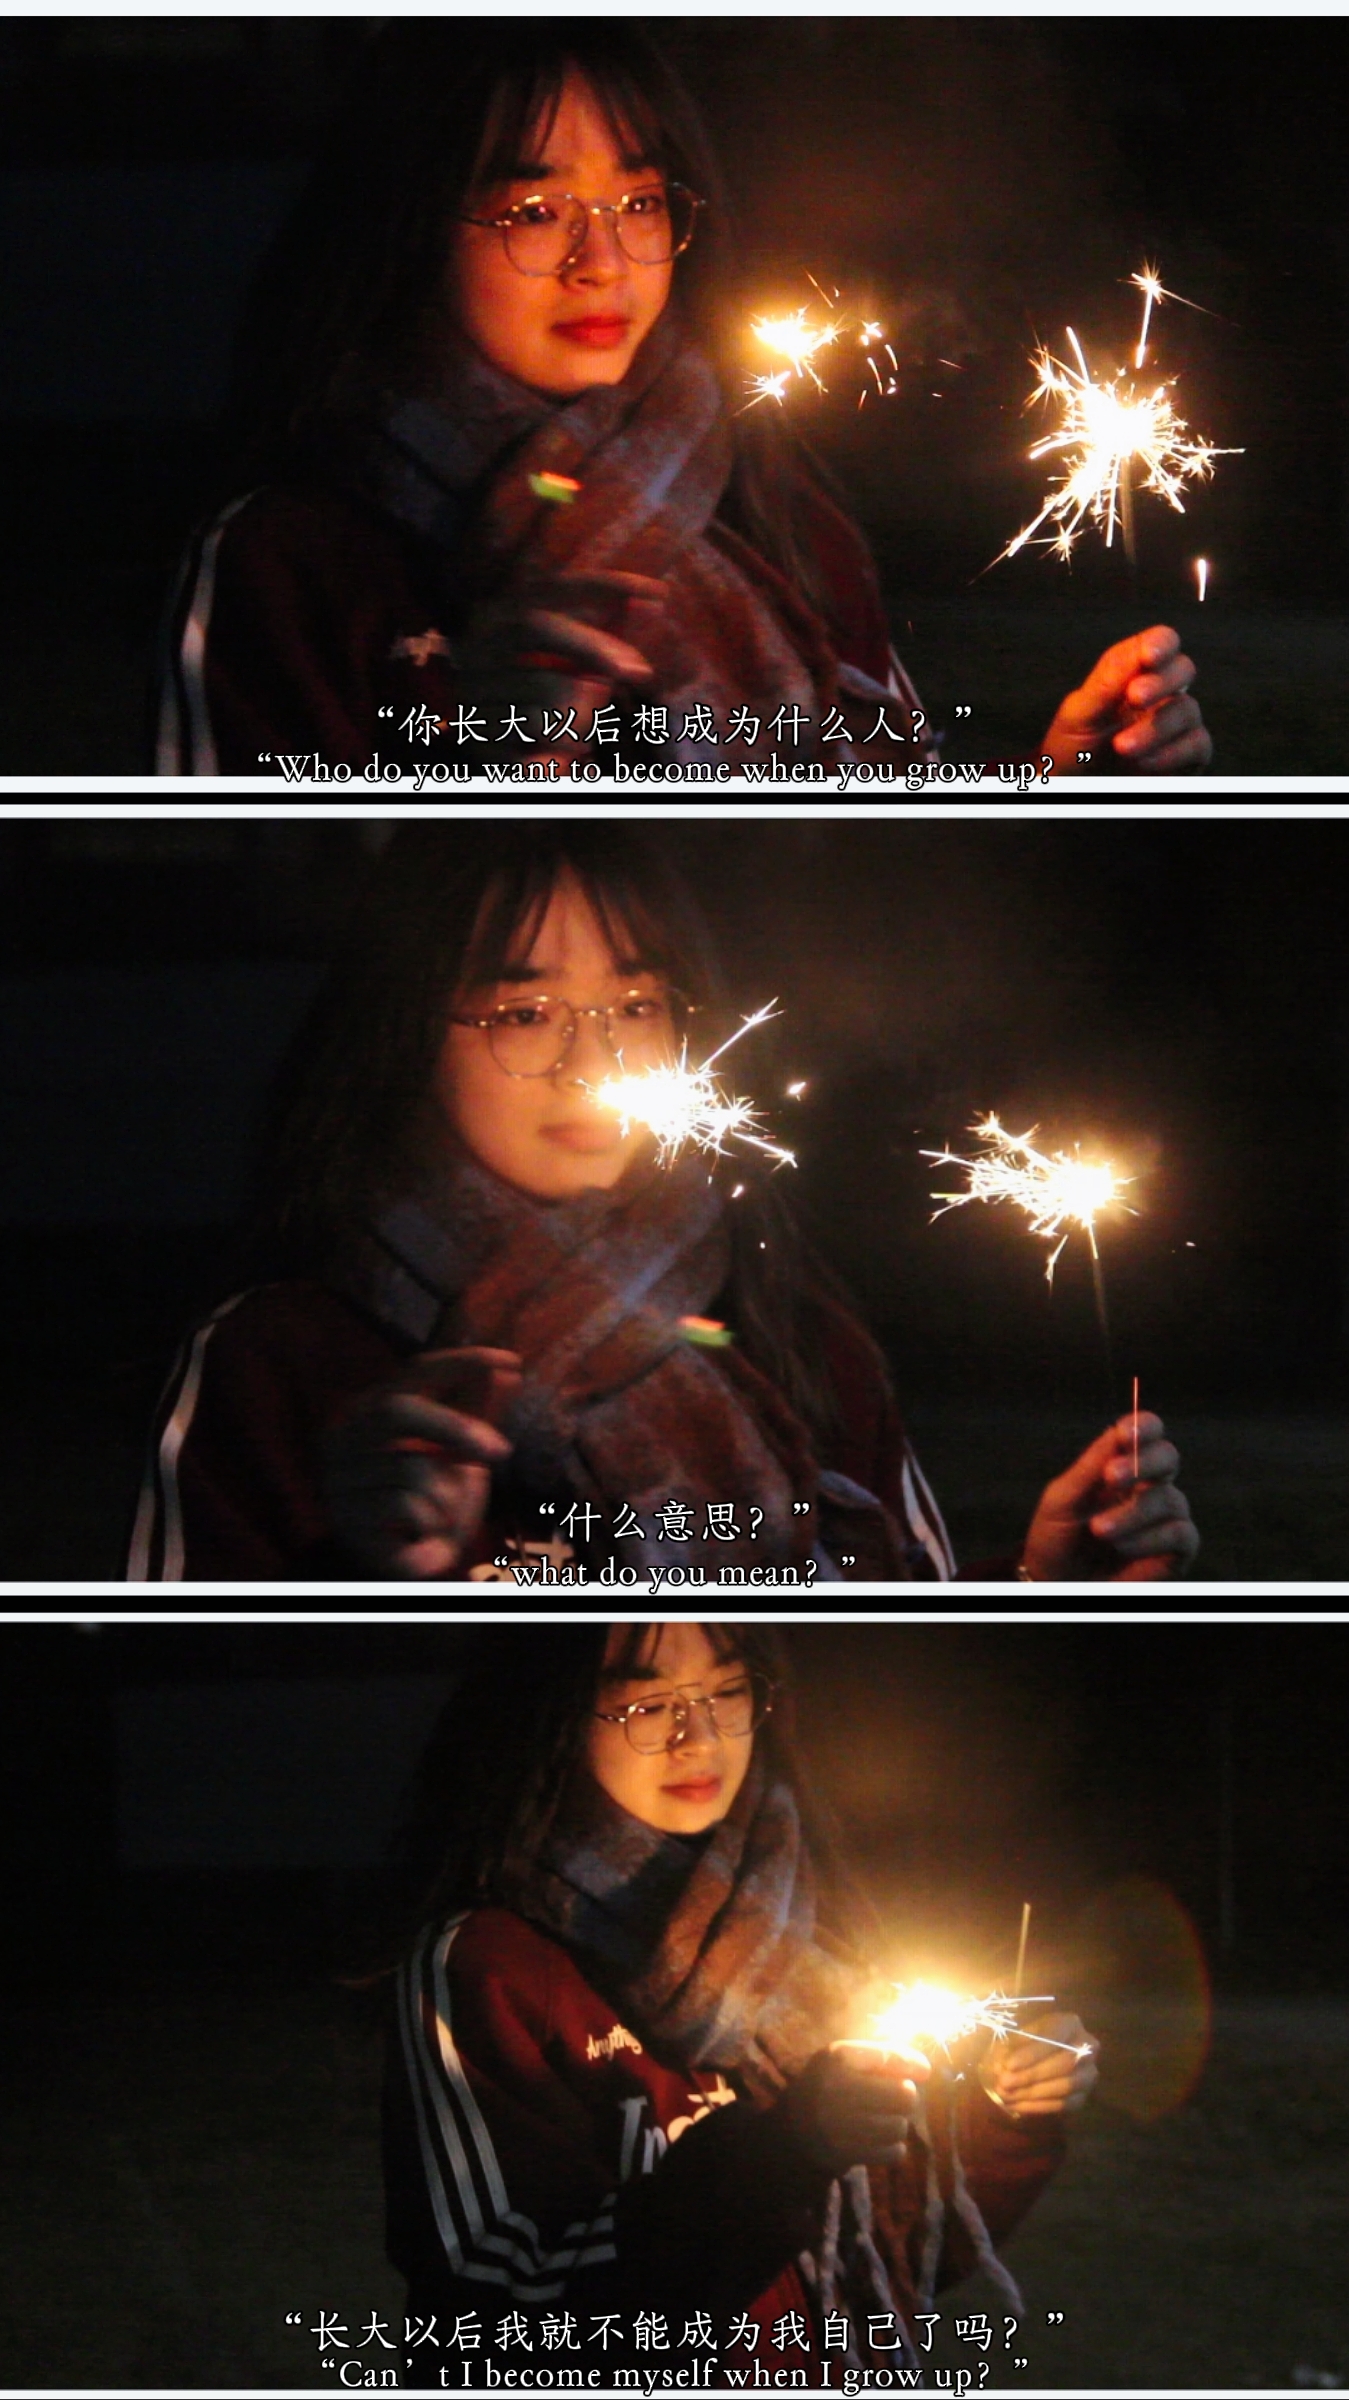 “你长大以后想成为什么人？”
“Who do you want to become when you grow up？”
“什么意思？”
“what do you mean？”
“长大以后我就不能成为我自己了吗？”
“Can’t I become myself when I grow up？”